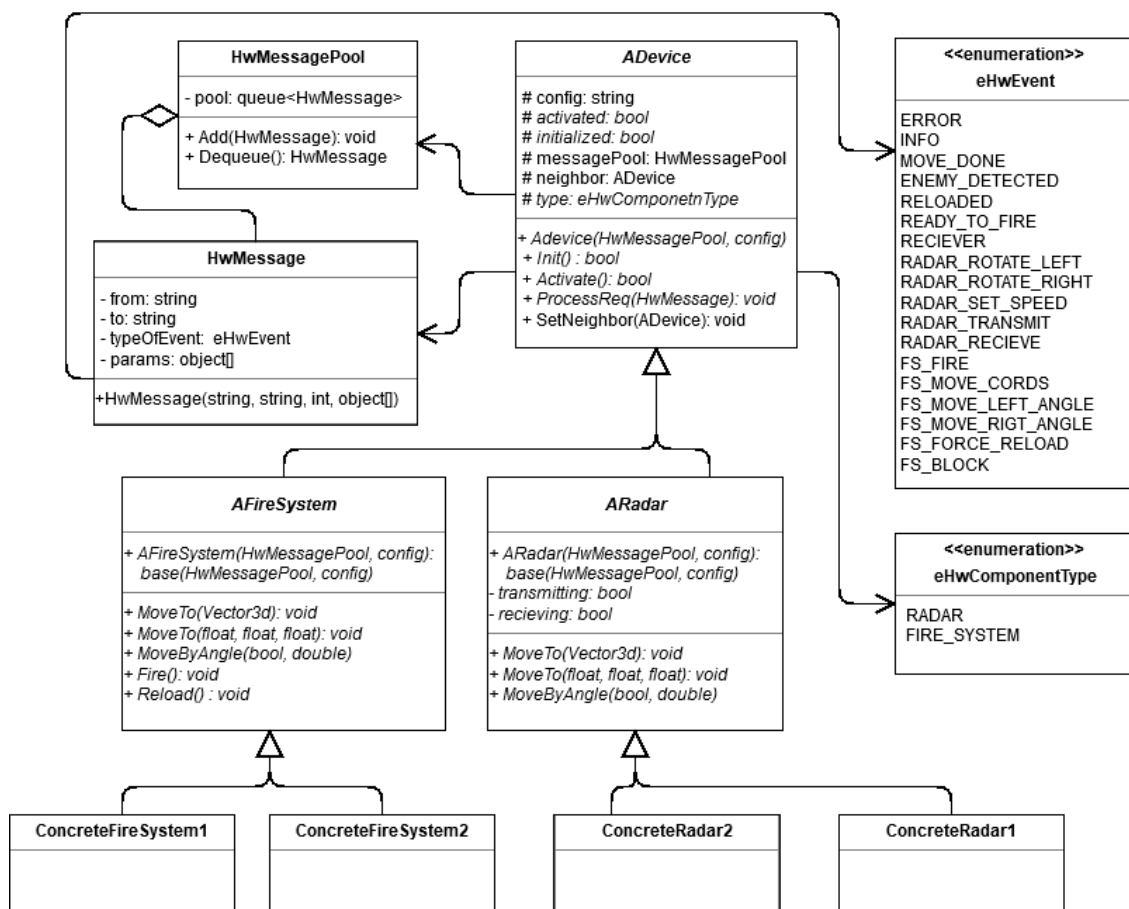 HwMessagePool
- pool: queue<HwMessage>
+ Add(HwMessage): void
+ Dequeue(): HwMessage
ADevice
# config: string
# activated: bool
# initialized: bool
# messagePool: HwMessagePool
# neighbor: ADevice
# type: eHwComponetnType
+ Adevice(HwMessagePool, config)
+ Init() : bool
+ Activate(): bool
+ ProcessReq(HwMessage): void
+ SetNeighbor(ADevice): void
<<enumeration>>
eHwEvent
ERROR
INFO
MOVE_DONE
ENEMY_DETECTED
RELOADED
READY_TO_FIRE
RECIEVER
RADAR_ROTATE_LEFT
RADAR_ROTATE_RIGHT
RADAR_SET_SPEED
RADAR_TRANSMIT
RADAR_RECIEVE
FS_FIRE
FS_MOVE_CORDS
FS_MOVE_LEFT_ANGLE
FS_MOVE_RIGT_ANGLE
FS_FORCE_RELOAD
FS_BLOCK
HwMessage
- from: string
- to: string
- typeOfEvent:  eHwEvent
- params: object[]
+HwMessage(string, string, int, object[])
AFireSystem
+ AFireSystem(HwMessagePool, config):
base(HwMessagePool, config)
+ MoveTo(Vector3d): void
+ MoveTo(float, float, float): void
+ MoveByAngle(bool, double)
+ Fire(): void
+ Reload() : void
ARadar
+ ARadar(HwMessagePool, config):
base(HwMessagePool, config)
- transmitting: bool
- recieving: bool
+ MoveTo(Vector3d): void
+ MoveTo(float, float, float): void
+ MoveByAngle(bool, double)
<<enumeration>>
eHwComponentType
RADAR
FIRE_SYSTEM
ConcreteFireSystem1
ConcreteFireSystem2
ConcreteRadar2
ConcreteRadar1